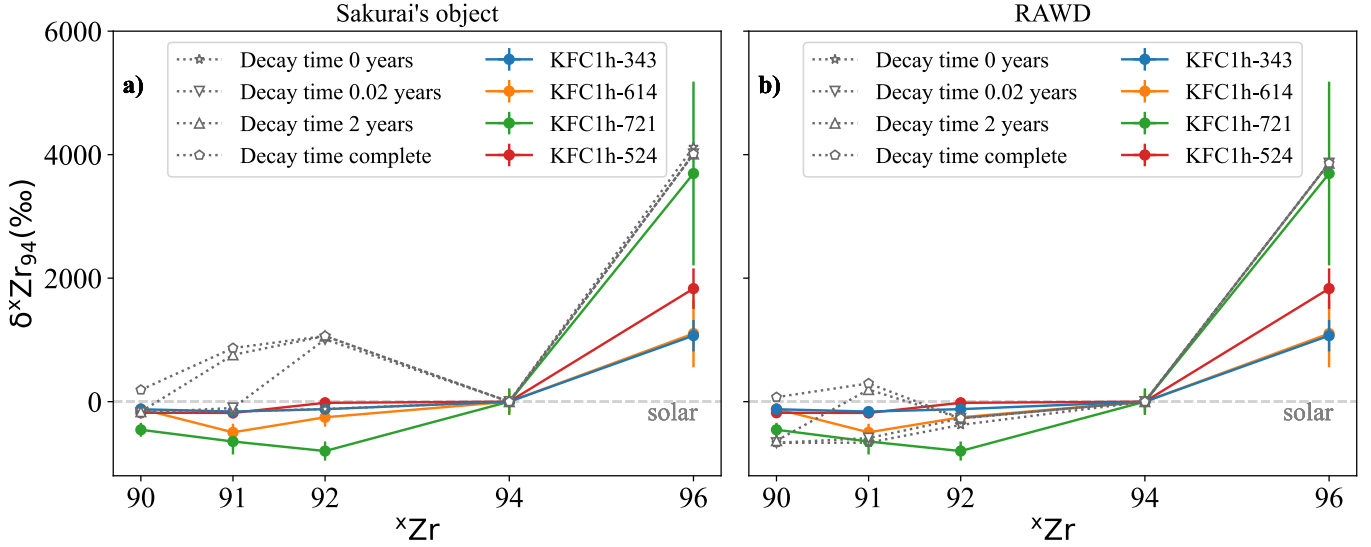 Sakurai's object
RAWD
6000
4000
2000
0
δˣZr₉₄(‰)
a)
Decay time 0 years
Decay time 0.02 years
Decay time 2 years
Decay time complete
KFC1h-343
KFC1h-614
KFC1h-721
KFC1h-524
solar
90 91 92 94 96
ˣZr
b)
Decay time 0 years
Decay time 0.02 years
Decay time 2 years
Decay time complete
KFC1h-343
KFC1h-614
KFC1h-721
KFC1h-524
solar
90 91 92 94 96
ˣZr